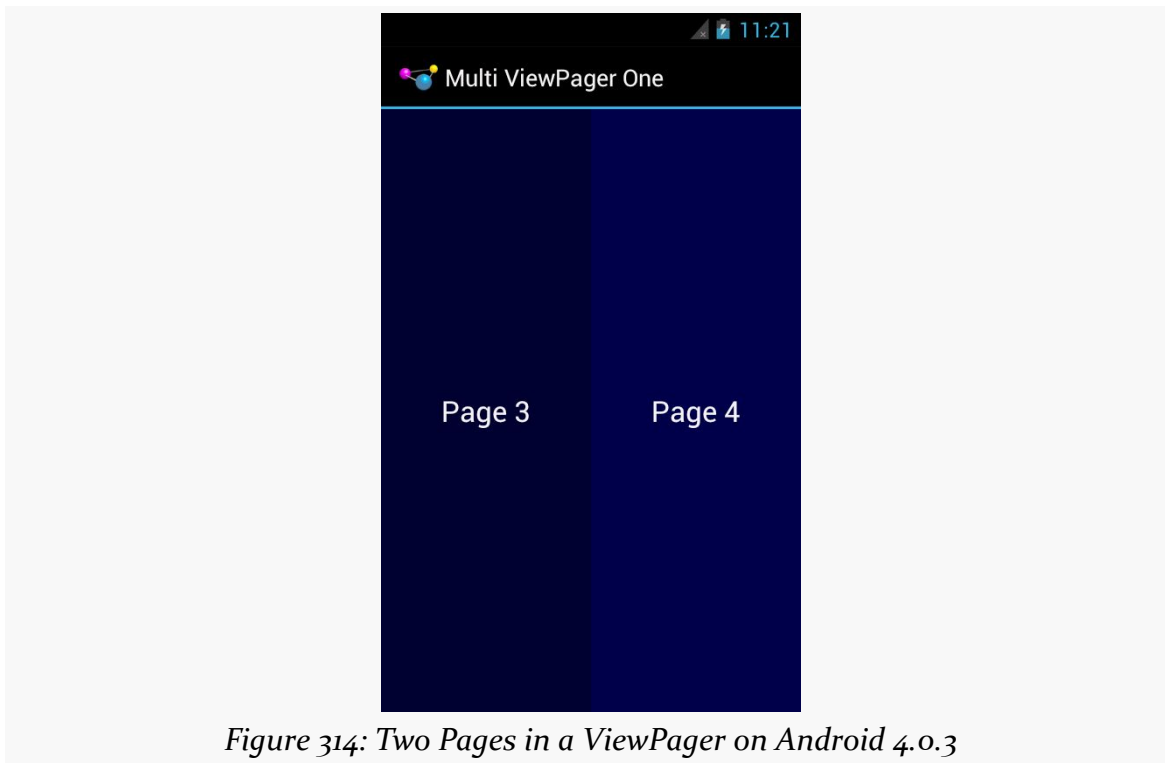 11:21
Multi ViewPager One
Page 3 Page 4
Figure 314: Two Pages in a ViewPager on Android 4.0.3